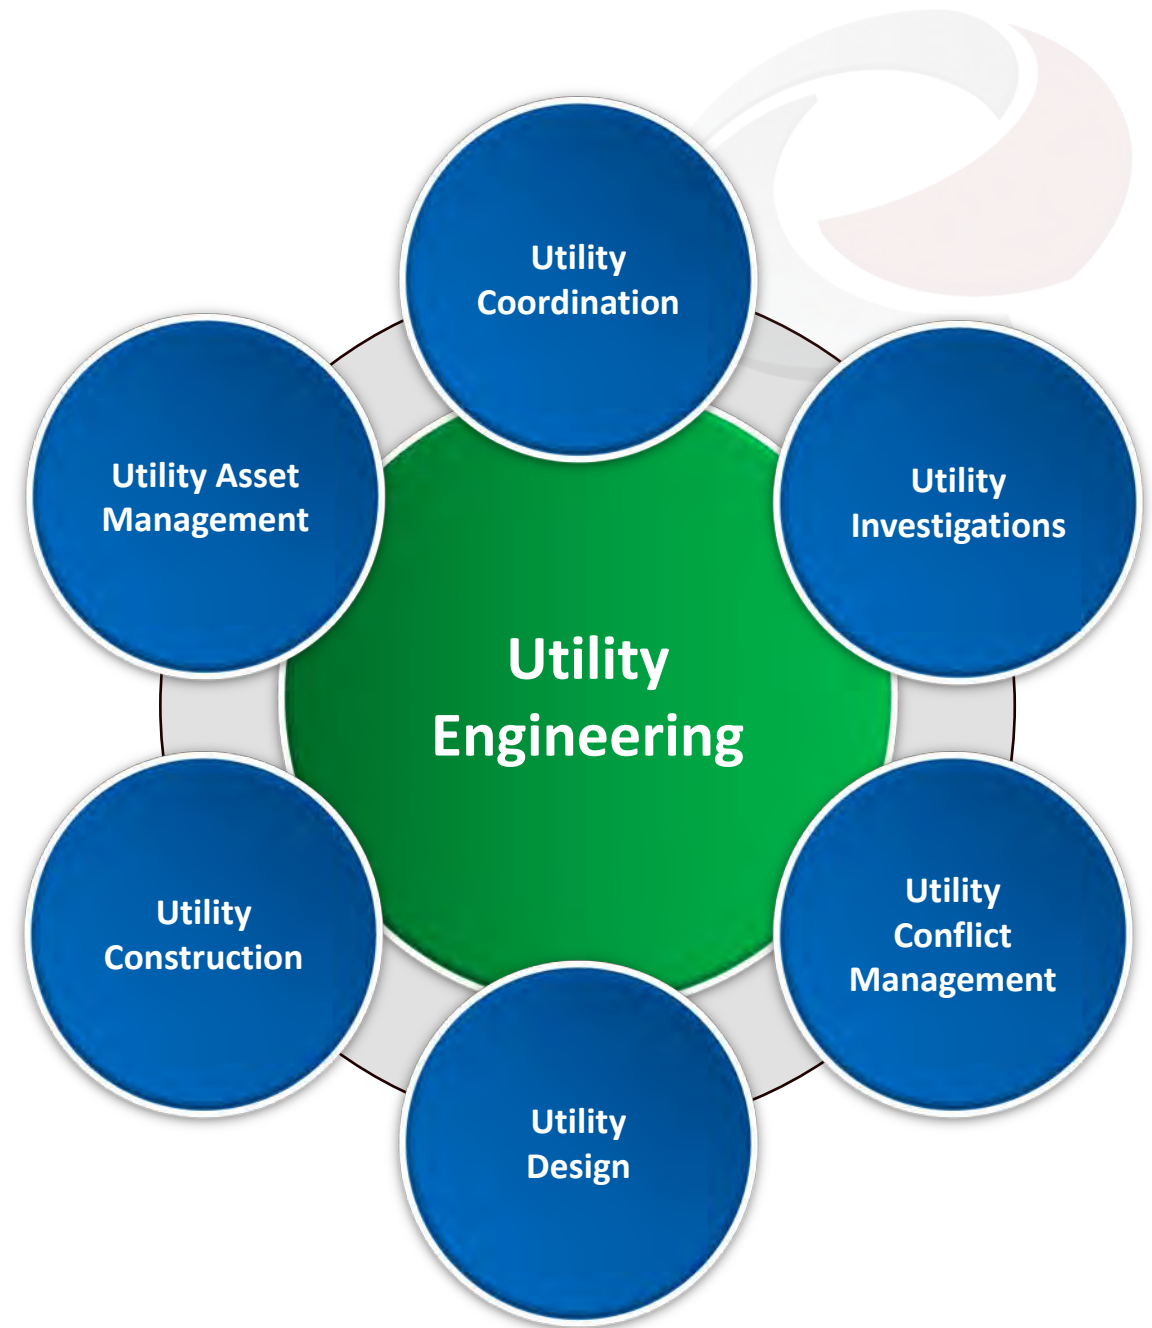 Utility
Coordination
Utility Asset
Management
Utility
Investigations
Utility
Engineering
Utility
Construction
Utility
Conflict
Management
Utility
Design